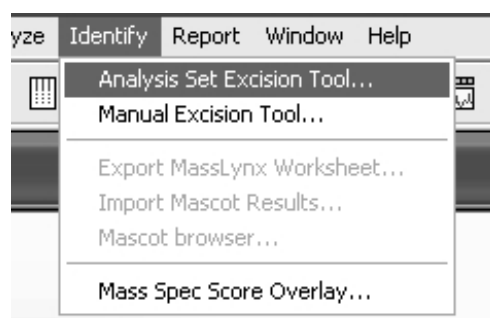 yze Identify Report Window Help
Analysis Set Excision Tool...
Manual Excision Tool...
Export MassLynx Worksheet...
Import Mascot Results...
Mascot browser...
Mass Spec Score Overlay...